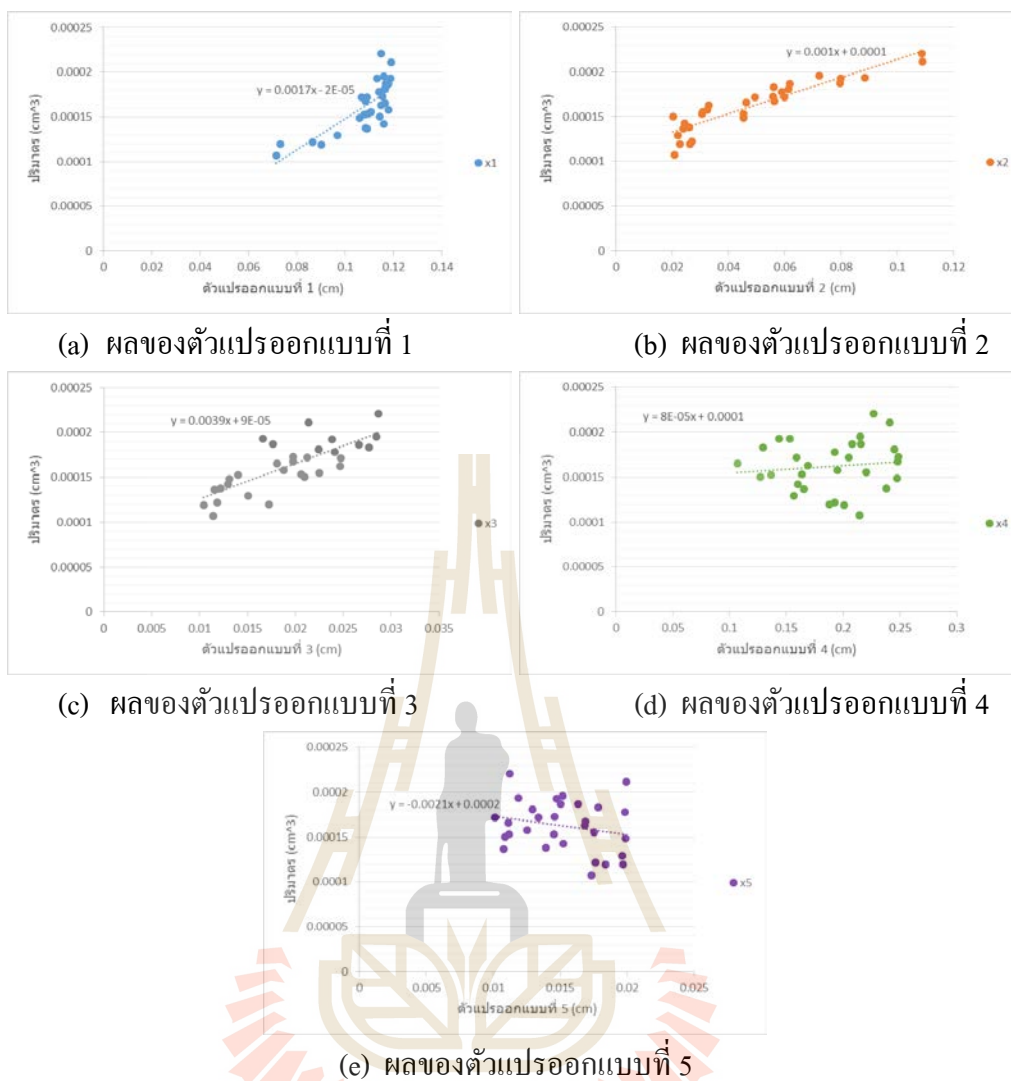 0.00025
0.0002
0.00015
0.0001
0.00005
0
ปริมาตร (cm^3)
y = 0.0017x - 2E-05
x1
0 0.02 0.04 0.06 0.08 0.1 0.12 0.14
ตัวแปรออกแบบที่ 1 (cm)
(a) ผลของตัวแปรออกแบบที่ 1
0.00025
0.0002
0.00015
0.0001
0.00005
0
ปริมาตร (cm^3)
y = 0.001x + 0.0001
x2
0 0.02 0.04 0.06 0.08 0.1 0.12
ตัวแปรออกแบบที่ 2 (cm)
(b) ผลของตัวแปรออกแบบที่ 2
0.00025
0.0002
0.00015
0.0001
0.00005
0
ปริมาตร (cm^3)
y = 0.0039x + 9E-05
x3
0 0.005 0.01 0.015 0.02 0.025 0.03 0.035
ตัวแปรออกแบบที่ 3 (cm)
(c) ผลของตัวแปรออกแบบที่ 3
0.00025
0.0002
0.00015
0.0001
0.00005
0
ปริมาตร (cm^3)
y = 8E-05x + 0.0001
x4
0 0.05 0.1 0.15 0.2 0.25 0.3
ตัวแปรออกแบบที่ 4 (cm)
(d) ผลของตัวแปรออกแบบที่ 4
0.00025
0.0002
0.00015
0.0001
0.00005
0
ปริมาตร (cm^3)
y = -0.0021x + 0.0002
x5
0 0.005 0.01 0.015 0.02 0.025
ตัวแปรออกแบบที่ 5 (cm)
(e) ผลของตัวแปรออกแบบที่ 5